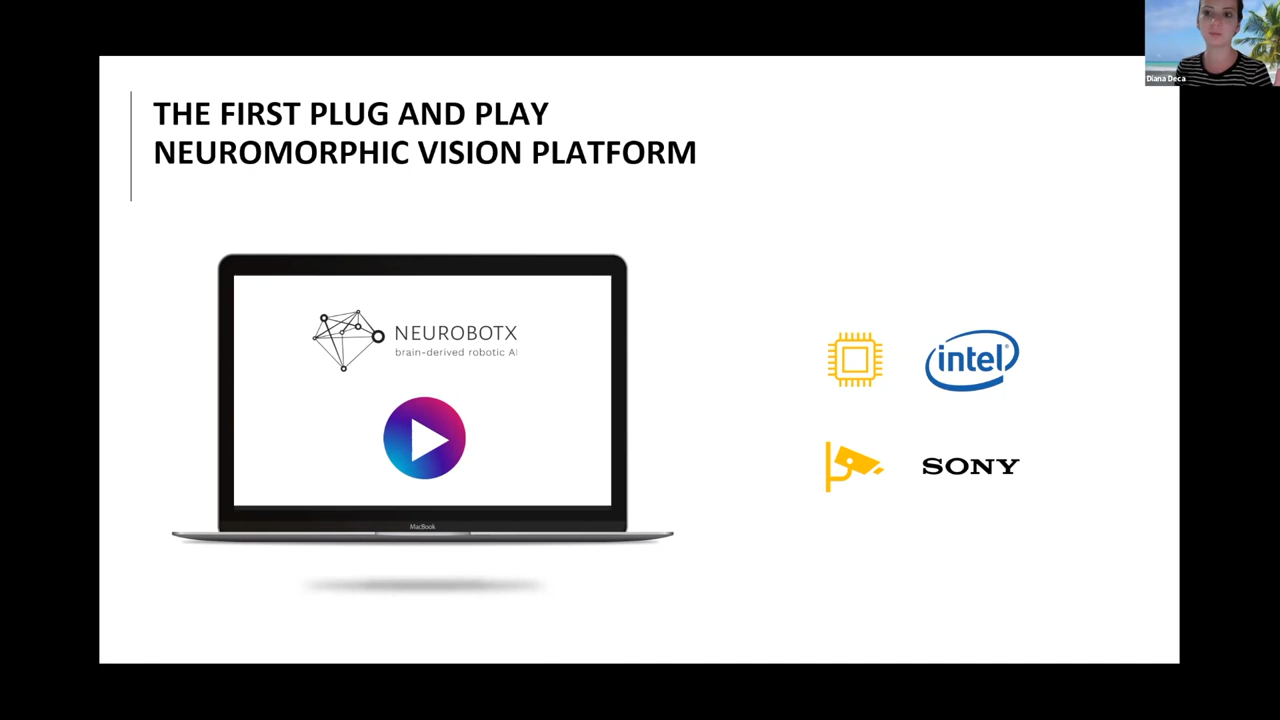 Diana Deca
THE FIRST PLUG AND PLAY
NEUROMORPHIC VISION PLATFORM
NEUROBOTX
brain-derived robotic AI
MacBook
intel®
SONY